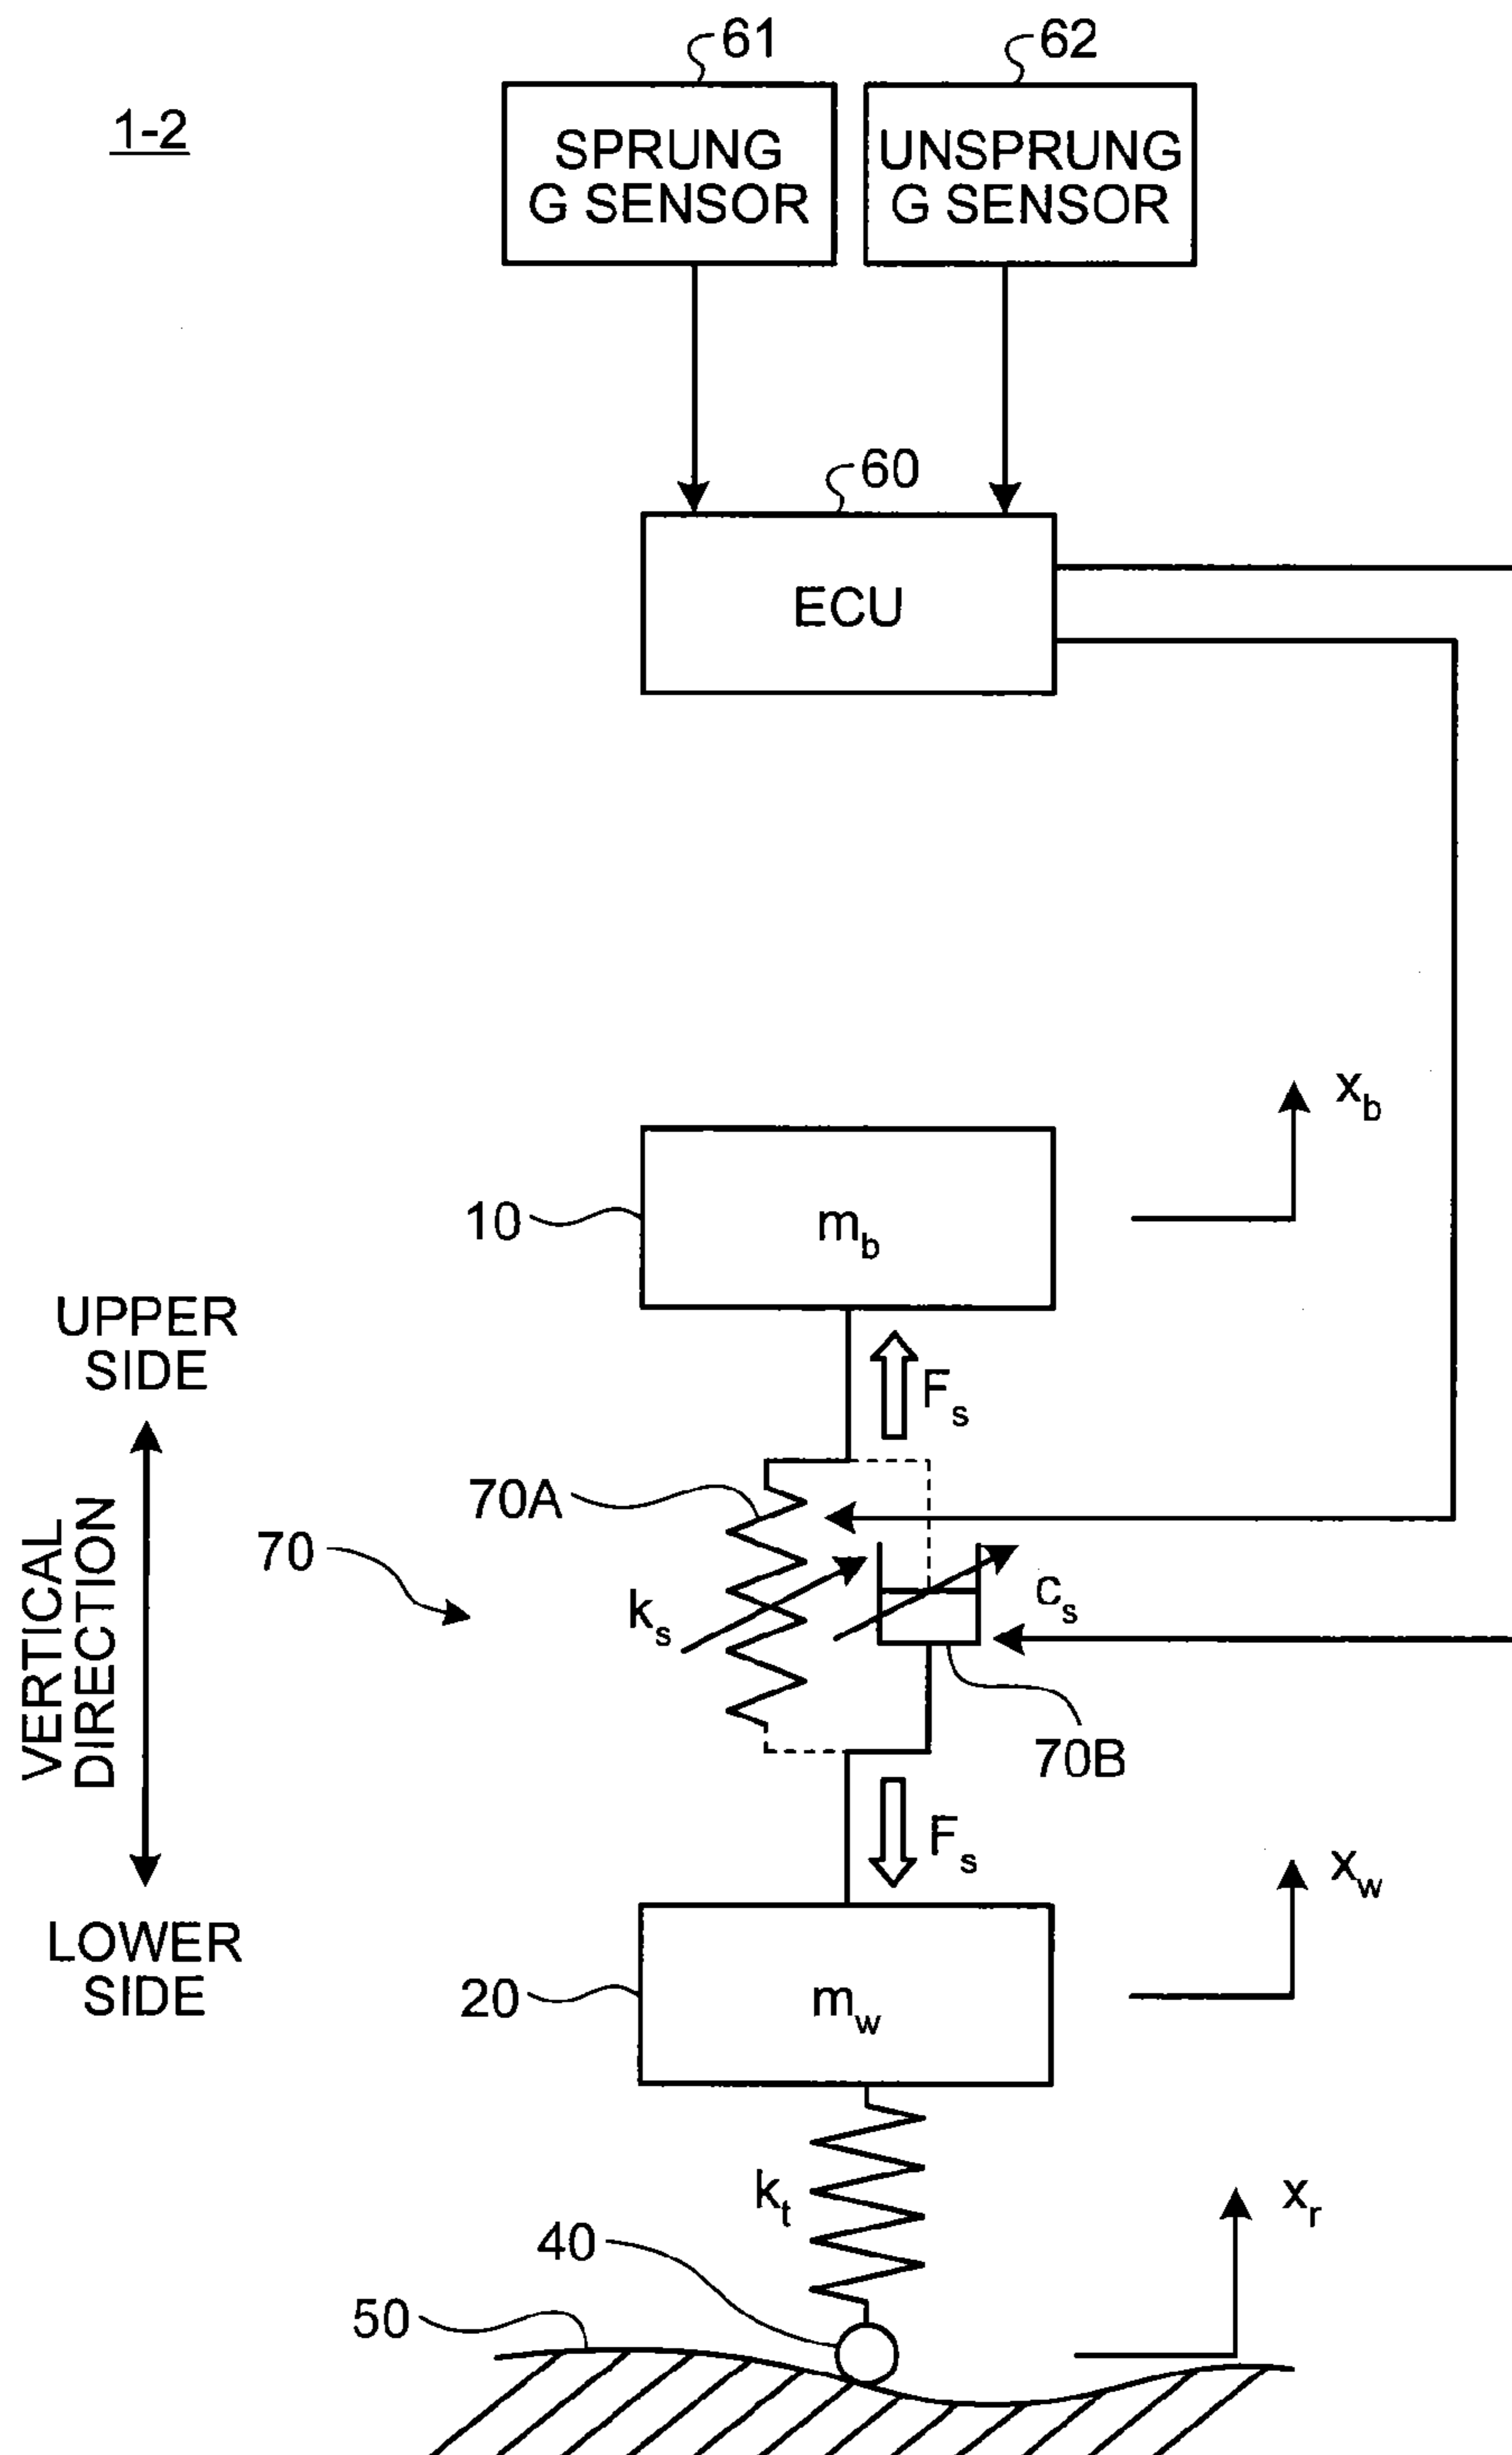 61
62
1-2
SPRUNG
G SENSOR
UNSPRUNG
G SENSOR
60
ECU
x_b
10
m_b
UPPER
SIDE
F_s
70A
70
VERTICAL
DIRECTION
k_s
c_s
70B
F_s
x_w
LOWER
SIDE
20
m_w
k_t
x_r
40
50